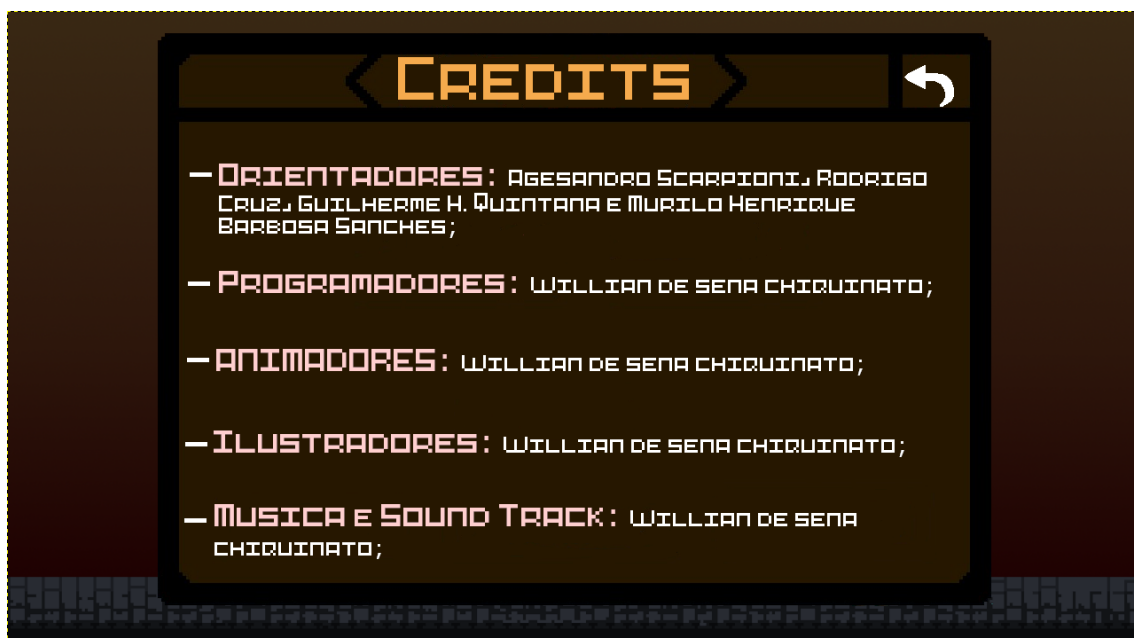 CREDITS
– ORIENTADORES: AGESANDRO SCARPIONI, RODRIGO
CRUZ, GUILHERME H. QUINTANA E MURILO HENRIQUE
BARBOSA SANCHES;
– PROGRAMADORES: WILLIAN DE SENA CHIQUINATO;
– ANIMADORES: WILLIAN DE SENA CHIQUINATO;
– ILUSTRADORES: WILLIAN DE SENA CHIQUINATO;
– MUSICA E SOUND TRACK: WILLIAN DE SENA
CHIQUINATO;